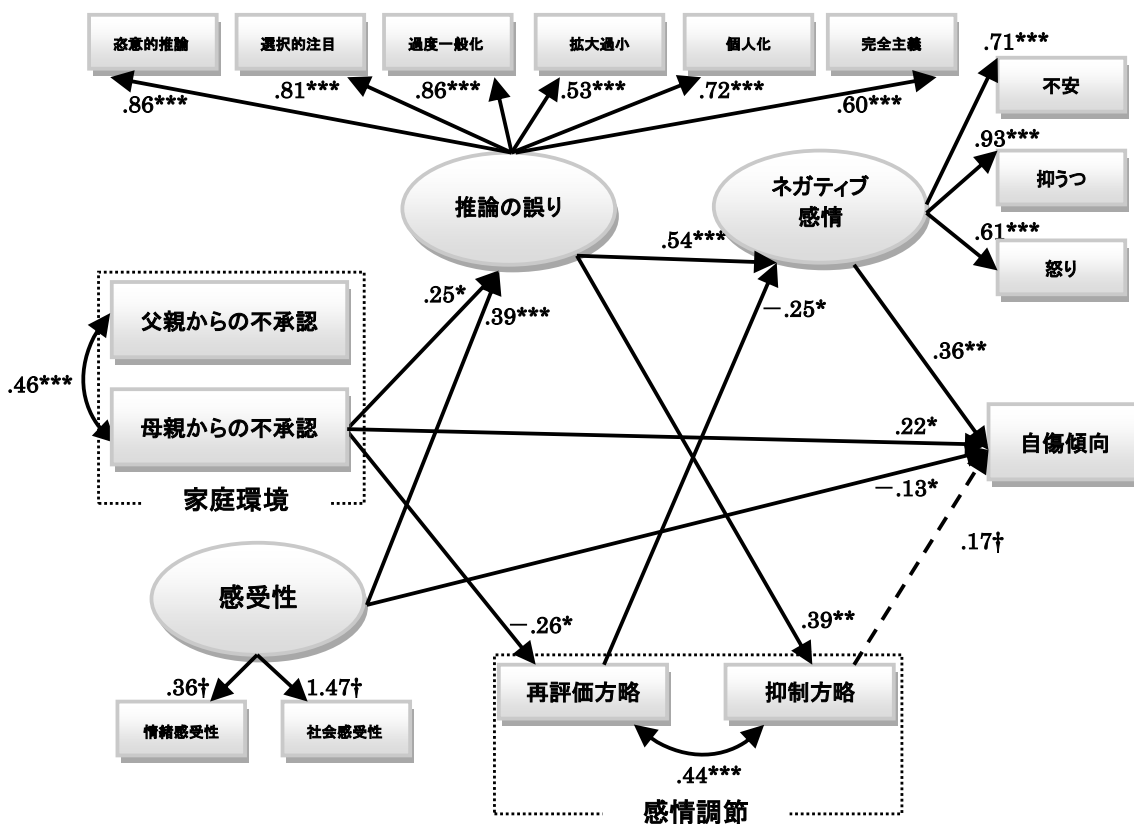 恣意的推論
選択的注目
過度一般化
拡大過小
個人化
完全主義
.86***
.81***
.86***
.53***
.72***
.60***
.71***
不安
.93***
抑うつ
.61***
怒り
推論の誤り
ネガティブ
感情
.54***
.25*
.39***
−.25*
父親からの不承認
.46***
母親からの不承認
家庭環境
.36**
.22*
自傷傾向
−.13*
.17†
感受性
−.26*
.39**
.36†
1.47†
情緒感受性
社会感受性
再評価方略
抑制方略
.44***
感情調節